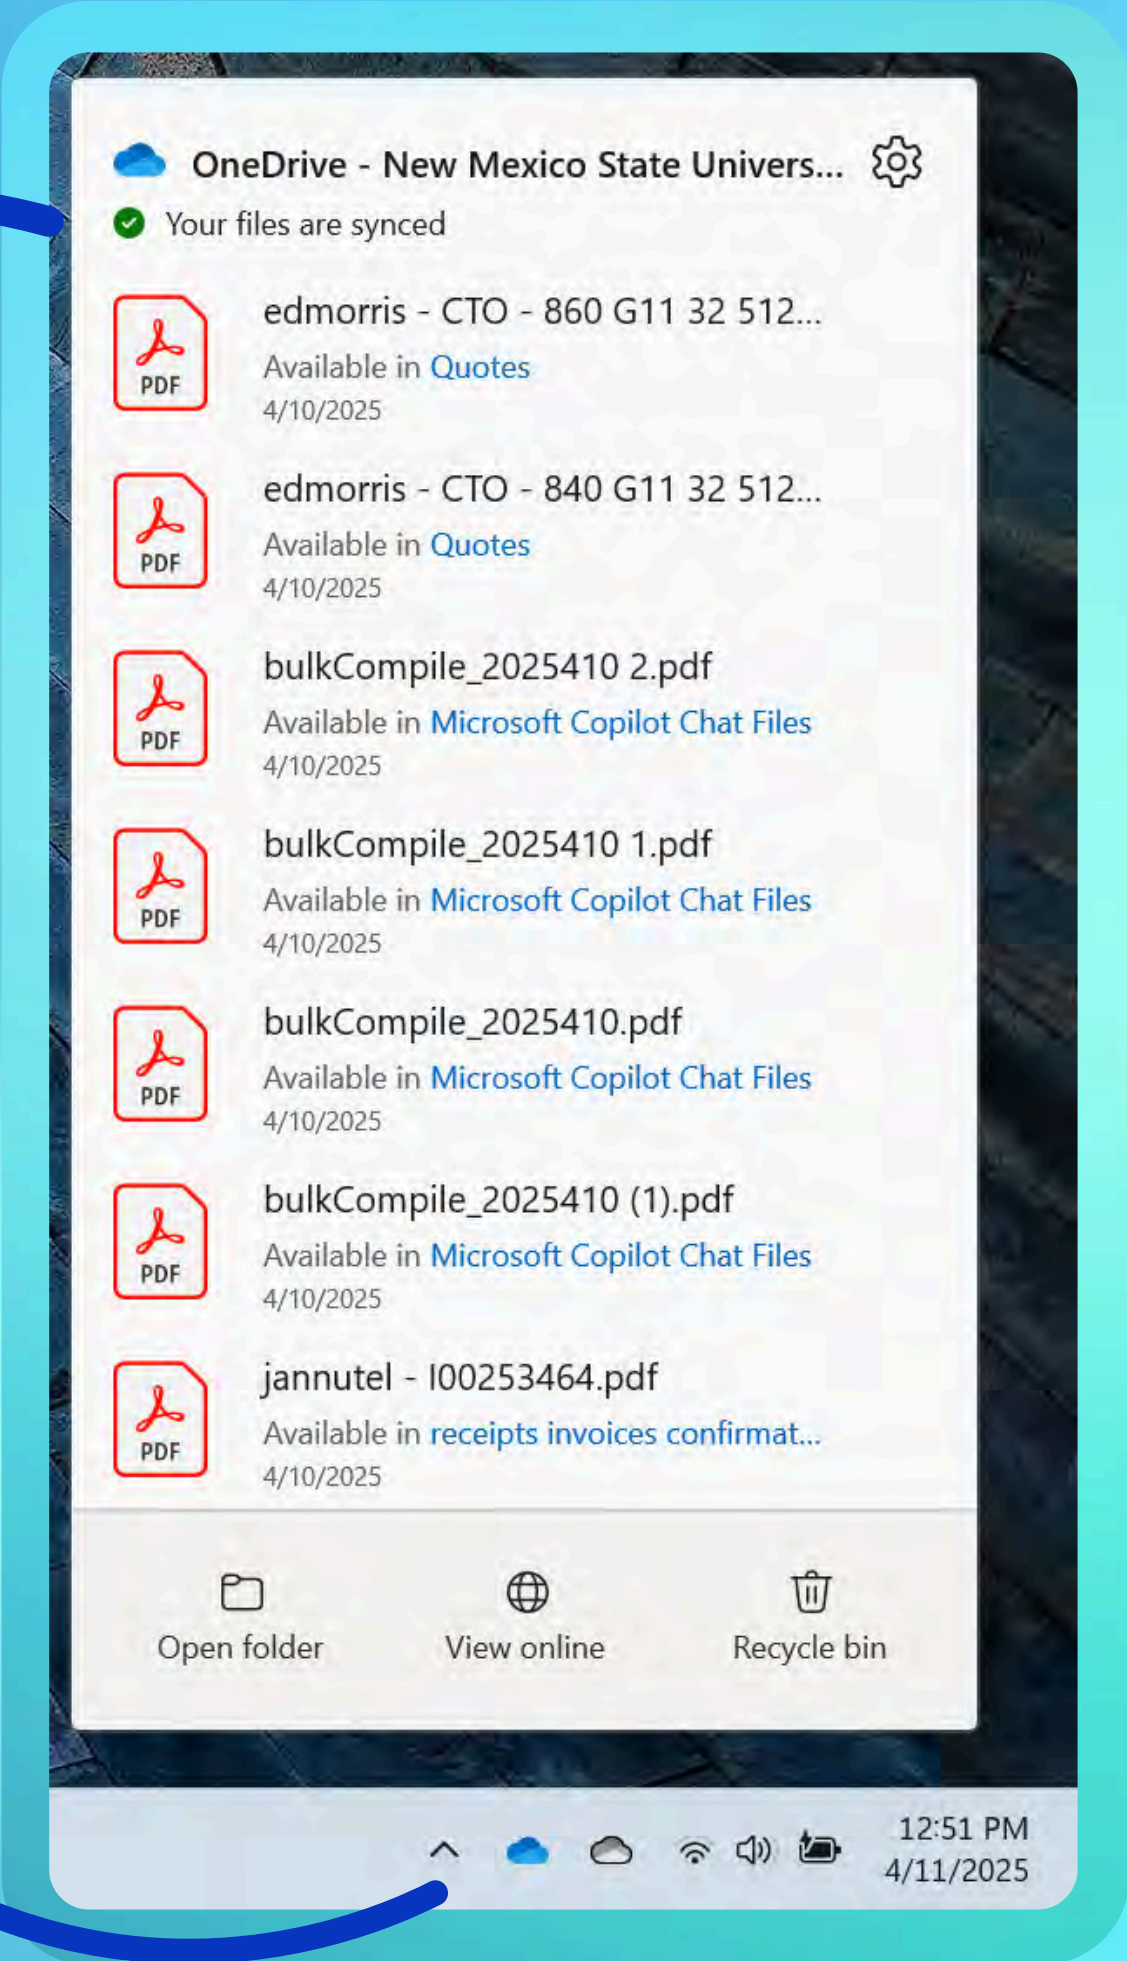 OneDrive - New Mexico State Univers...
Your files are synced
PDF
edmorris - CTO - 860 G11 32 512...
Available in Quotes
4/10/2025
PDF
edmorris - CTO - 840 G11 32 512...
Available in Quotes
4/10/2025
PDF
bulkCompile_2025410 2.pdf
Available in Microsoft Copilot Chat Files
4/10/2025
PDF
bulkCompile_2025410 1.pdf
Available in Microsoft Copilot Chat Files
4/10/2025
PDF
bulkCompile_2025410.pdf
Available in Microsoft Copilot Chat Files
4/10/2025
PDF
bulkCompile_2025410 (1).pdf
Available in Microsoft Copilot Chat Files
4/10/2025
PDF
jannutel - I00253464.pdf
Available in receipts invoices confirmat...
4/10/2025
Open folder
View online
Recycle bin
12:51 PM
4/11/2025